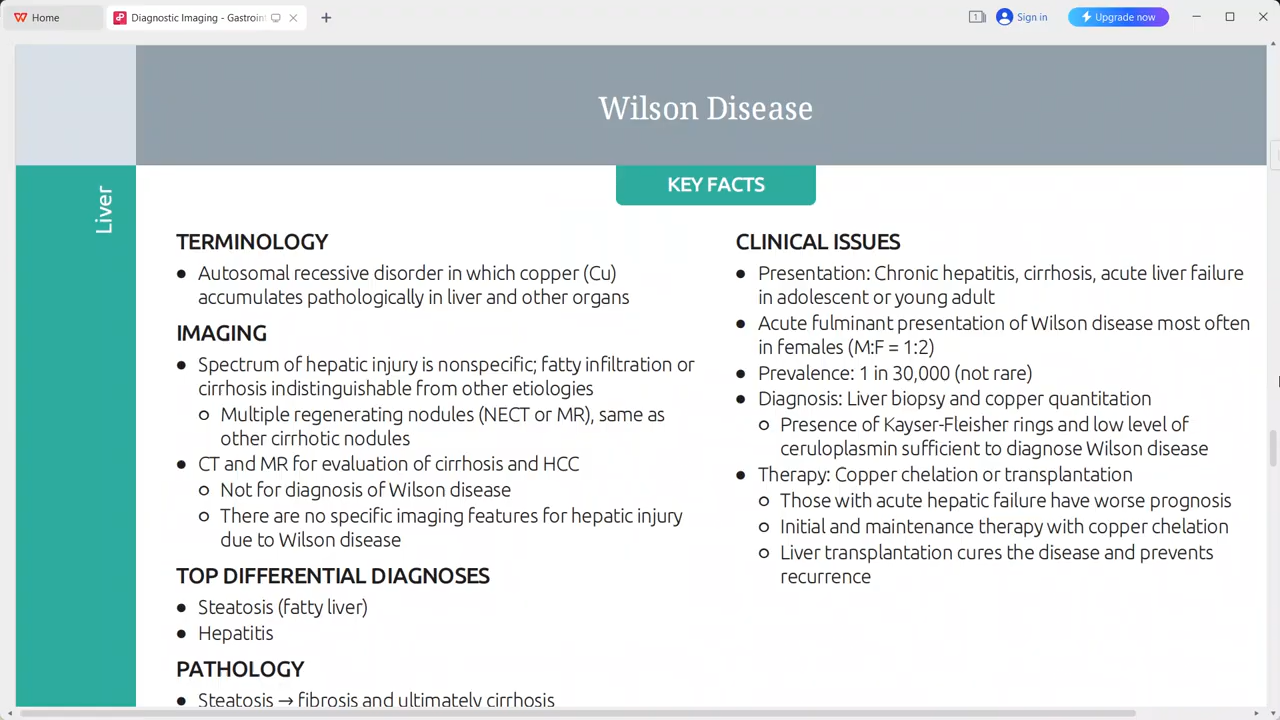 Home
Diagnostic Imaging - Gastroint
1
Sign in
Upgrade now
Wilson Disease
Liver
KEY FACTS
TERMINOLOGY
• Autosomal recessive disorder in which copper (Cu)
accumulates pathologically in liver and other organs
IMAGING
• Spectrum of hepatic injury is nonspecific; fatty infiltration or
cirrhosis indistinguishable from other etiologies
○ Multiple regenerating nodules (NECT or MR), same as
other cirrhotic nodules
• CT and MR for evaluation of cirrhosis and HCC
○ Not for diagnosis of Wilson disease
○ There are no specific imaging features for hepatic injury
due to Wilson disease
TOP DIFFERENTIAL DIAGNOSES
• Steatosis (fatty liver)
• Hepatitis
PATHOLOGY
• Steatosis → fibrosis and ultimately cirrhosis
CLINICAL ISSUES
• Presentation: Chronic hepatitis, cirrhosis, acute liver failure
in adolescent or young adult
• Acute fulminant presentation of Wilson disease most often
in females (M:F = 1:2)
• Prevalence: 1 in 30,000 (not rare)
• Diagnosis: Liver biopsy and copper quantitation
○ Presence of Kayser-Fleisher rings and low level of
ceruloplasmin sufficient to diagnose Wilson disease
• Therapy: Copper chelation or transplantation
○ Those with acute hepatic failure have worse prognosis
○ Initial and maintenance therapy with copper chelation
○ Liver transplantation cures the disease and prevents
recurrence